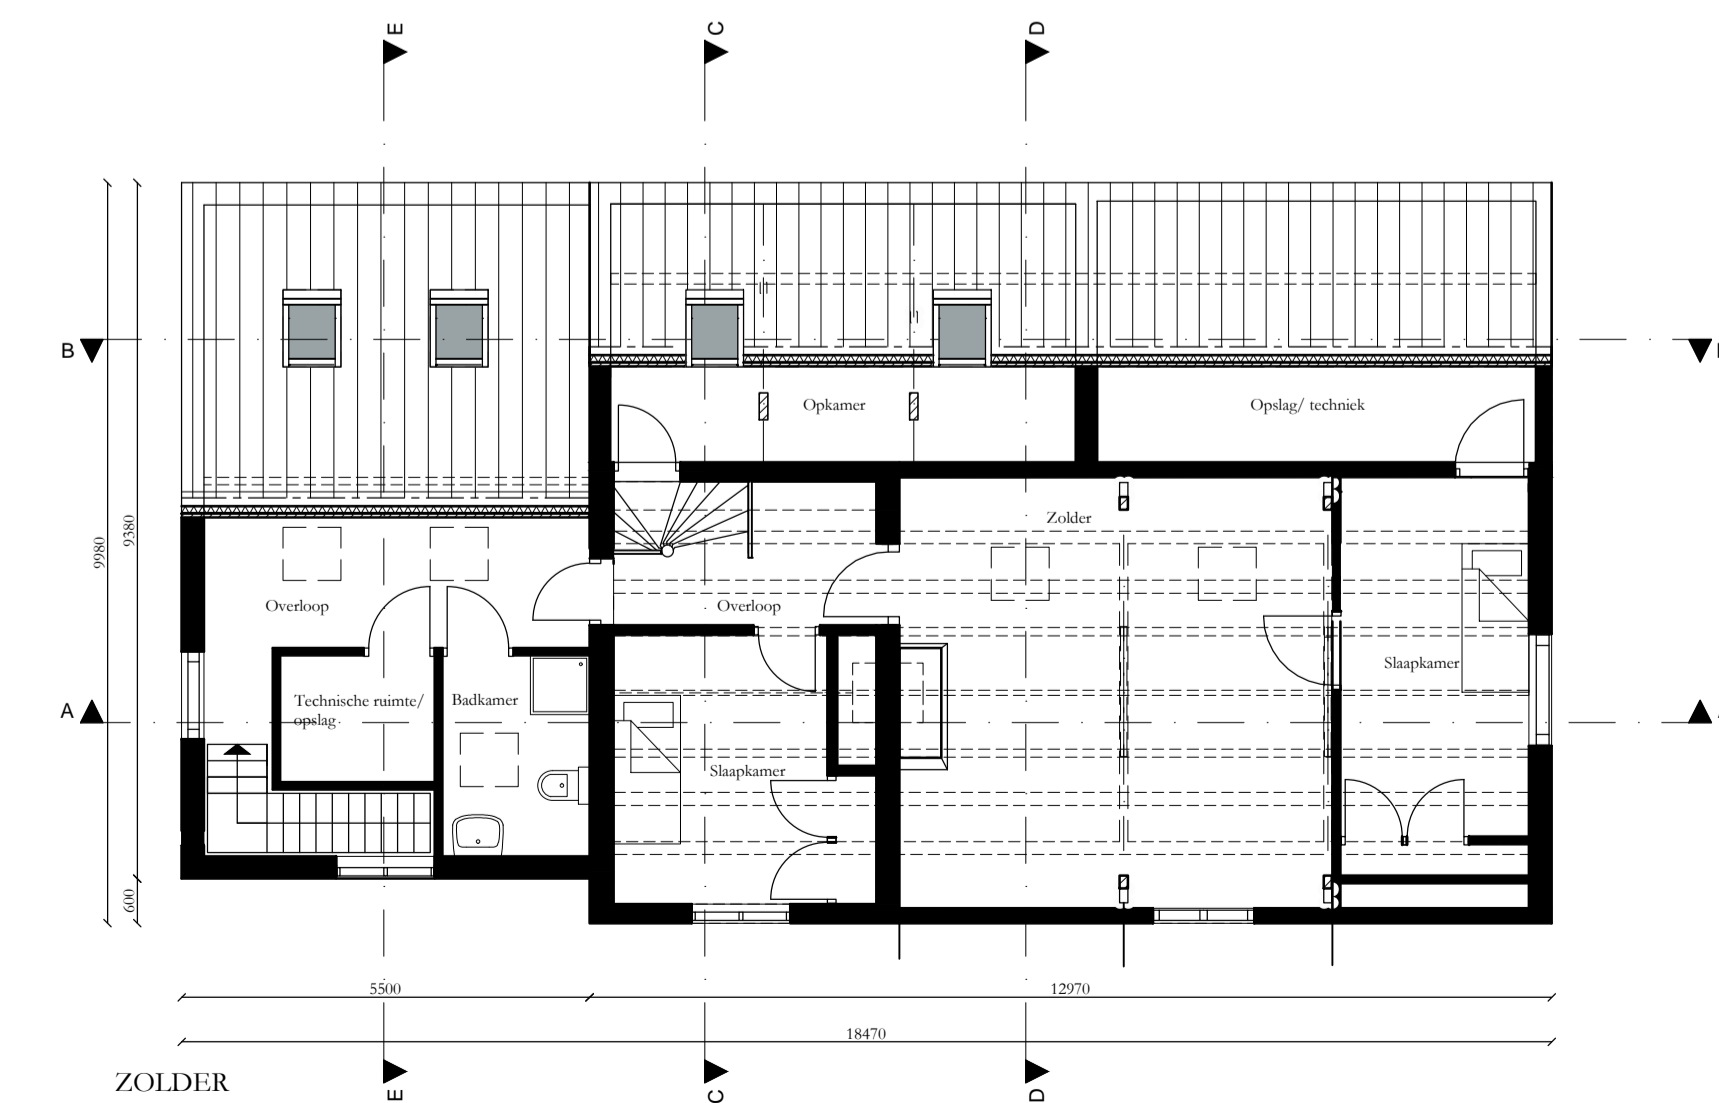 E
C
D
B
Opkamer
Opslag/ techniek
Zolder
9980
9380
Overloop
Overloop
Slaapkamer
A
Technische ruimte/
opslag
Badkamer
Slaapkamer
600
5500
12970
18470
ZOLDER
E
C
D